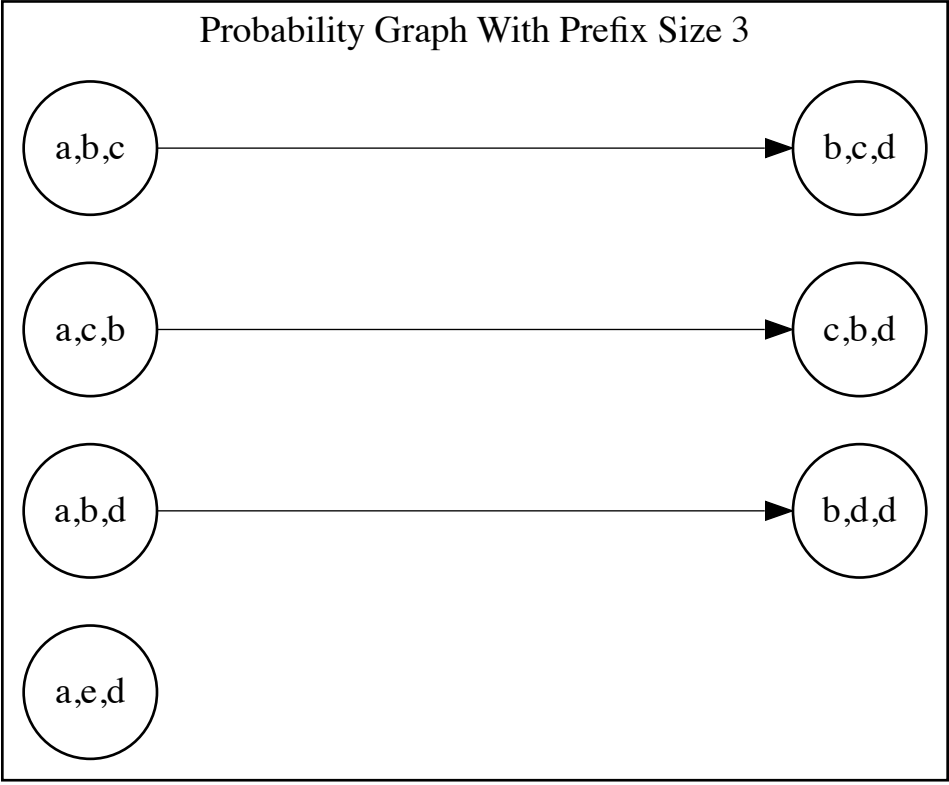 Probability Graph With Prefix Size 3
a,b,c
b,c,d
a,c,b
c,b,d
a,b,d
b,d,d
a,e,d